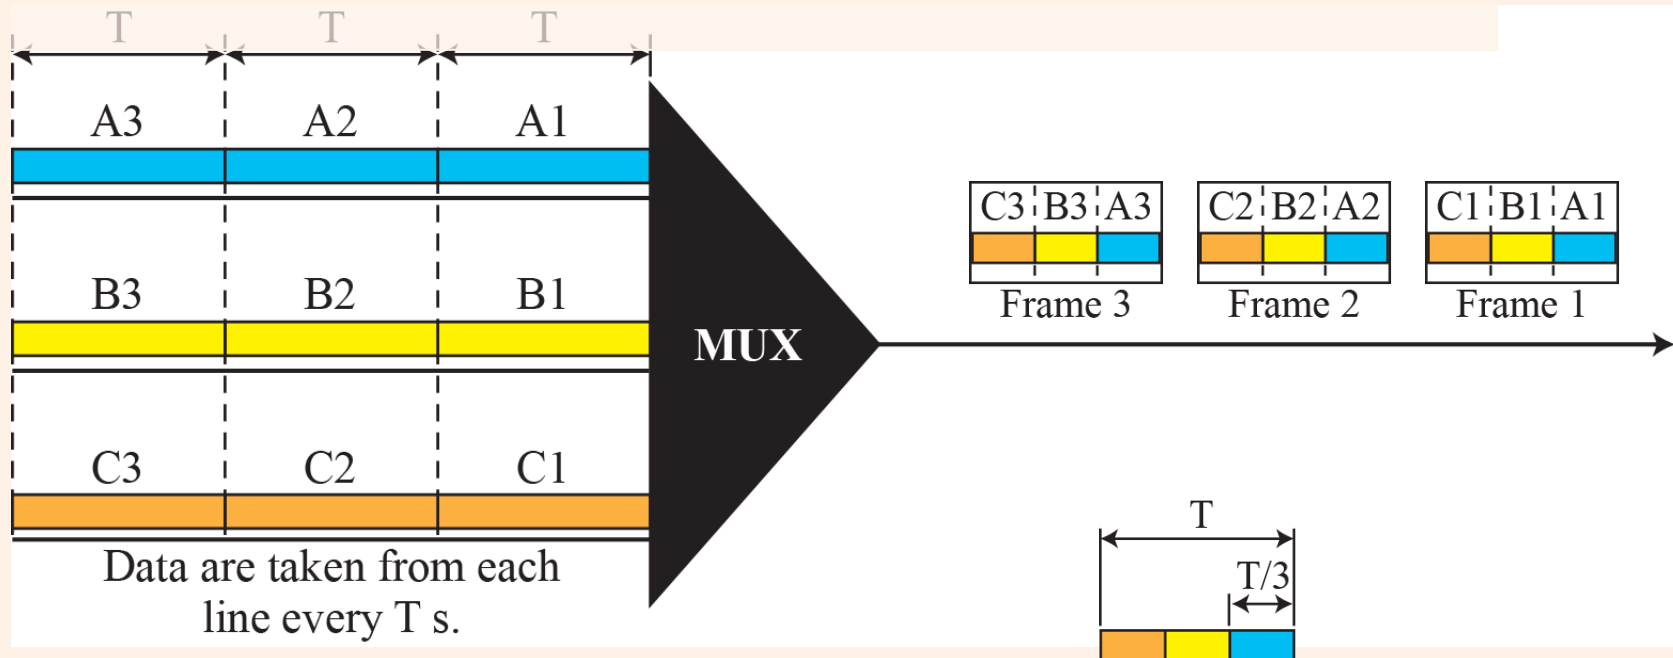 T T T
A3 A2 A1
B3 B2 B1
C3 C2 C1
Data are taken from each
line every T s.
MUX
C3 B3 A3
Frame 3
C2 B2 A2
Frame 2
C1 B1 A1
Frame 1
T
T/3